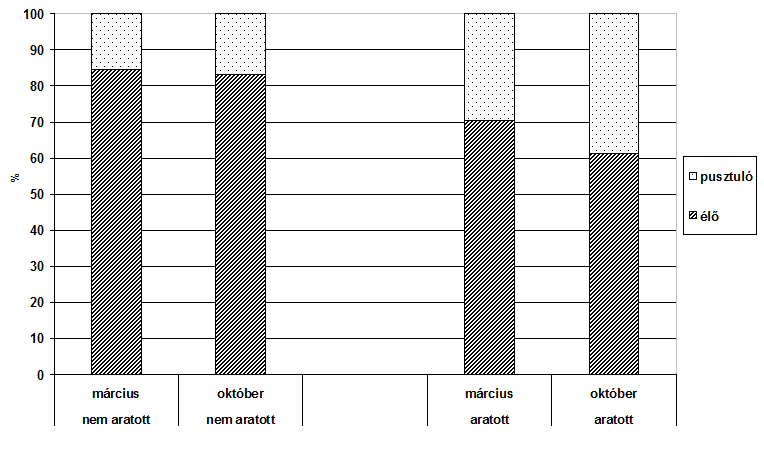 100
90
80
70
60
50
40
30
20
10
0
%
március
nem aratott
október
nem aratott
március
aratott
október
aratott
pusztuló
élő